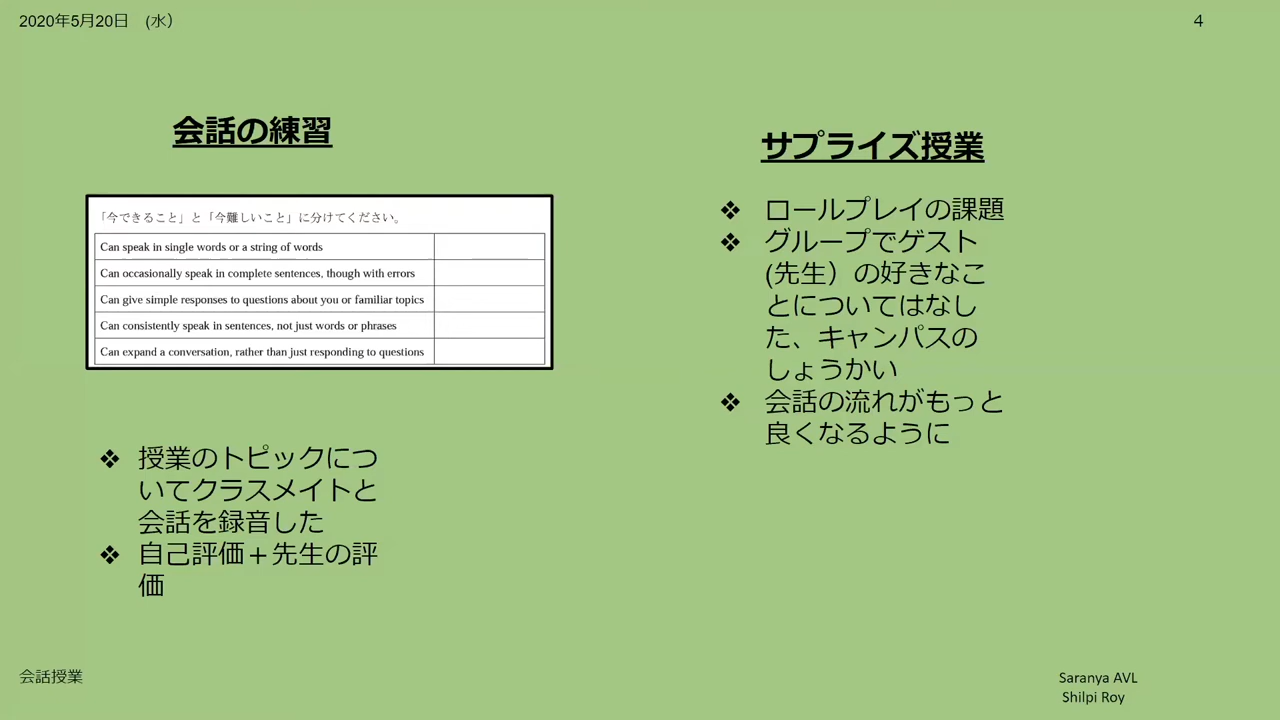 2020年5月20日　(水）
4
会話の練習
「今できること」と「今難しいこと」に分けてください。
Can speak in single words or a string of words
Can occasionally speak in complete sentences, though with errors
Can give simple responses to questions about you or familiar topics
Can consistently speak in sentences, not just words or phrases
Can expand a conversation, rather than just responding to questions
❖ 授業のトピックにつ
いてクラスメイトと
会話を録音した
❖ 自己評価＋先生の評
価
サプライズ授業
❖ ロールプレイの課題
❖ グループでゲスト
(先生）の好きなこ
とについてはなし
た、キャンパスの
しょうかい
❖ 会話の流れがもっと
良くなるように
会話授業
Saranya AVL
Shilpi Roy